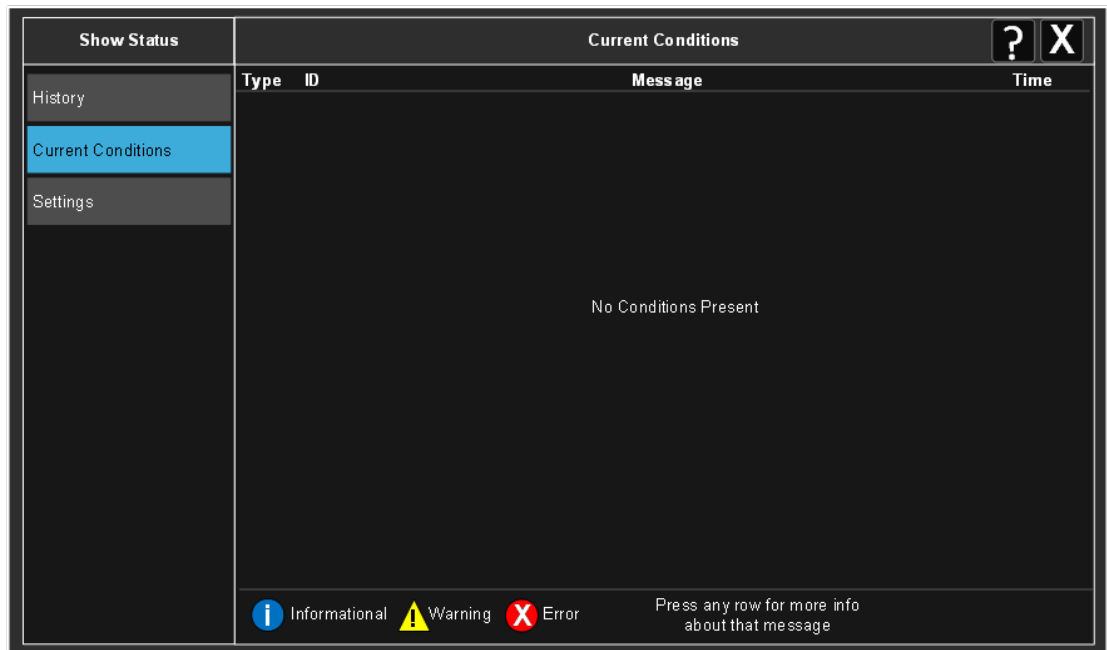 Show Status
Current Conditions
? X
History
Current Conditions
Settings
Type ID Message Time
No Conditions Present
i Informational ! Warning X Error
Press any row for more info
about that message